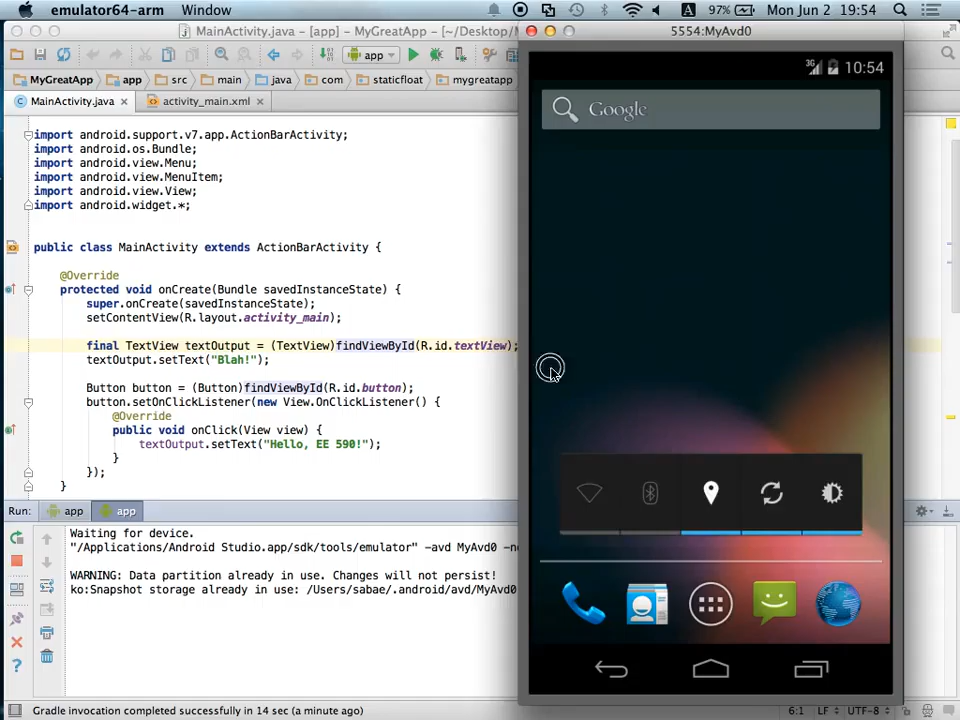 emulator64-arm Window 97% Mon Jun 2 19:54
MainActivity.java - [app] - MyGreatApp - [~/Desktop/M
5554:MyAvd0
app
MyGreatApp app src main java com staticfloat mygreatapp
MainActivity.java activity_main.xml
import android.support.v7.app.ActionBarActivity;
import android.os.Bundle;
import android.view.Menu;
import android.view.MenuItem;
import android.view.View;
import android.widget.*;
public class MainActivity extends ActionBarActivity {
@Override
protected void onCreate(Bundle savedInstanceState) {
super.onCreate(savedInstanceState);
setContentView(R.layout.activity_main);
final TextView textOutput = (TextView)findViewById(R.id.textView);
textOutput.setText("Blah!");
Button button = (Button)findViewById(R.id.button);
button.setOnClickListener(new View.OnClickListener() {
@Override
public void onClick(View view) {
textOutput.setText("Hello, EE 590!");
}
});
}
Run: app app
Waiting for device.
"/Applications/Android Studio.app/sdk/tools/emulator" -avd MyAvd0 -ne
WARNING: Data partition already in use. Changes will not persist!
ko:Snapshot storage already in use: /Users/sabae/.android/avd/MyAvd0
Gradle invocation completed successfully in 14 sec (a minute ago)
6:1 LF UTF-8
3G 10:54
Google